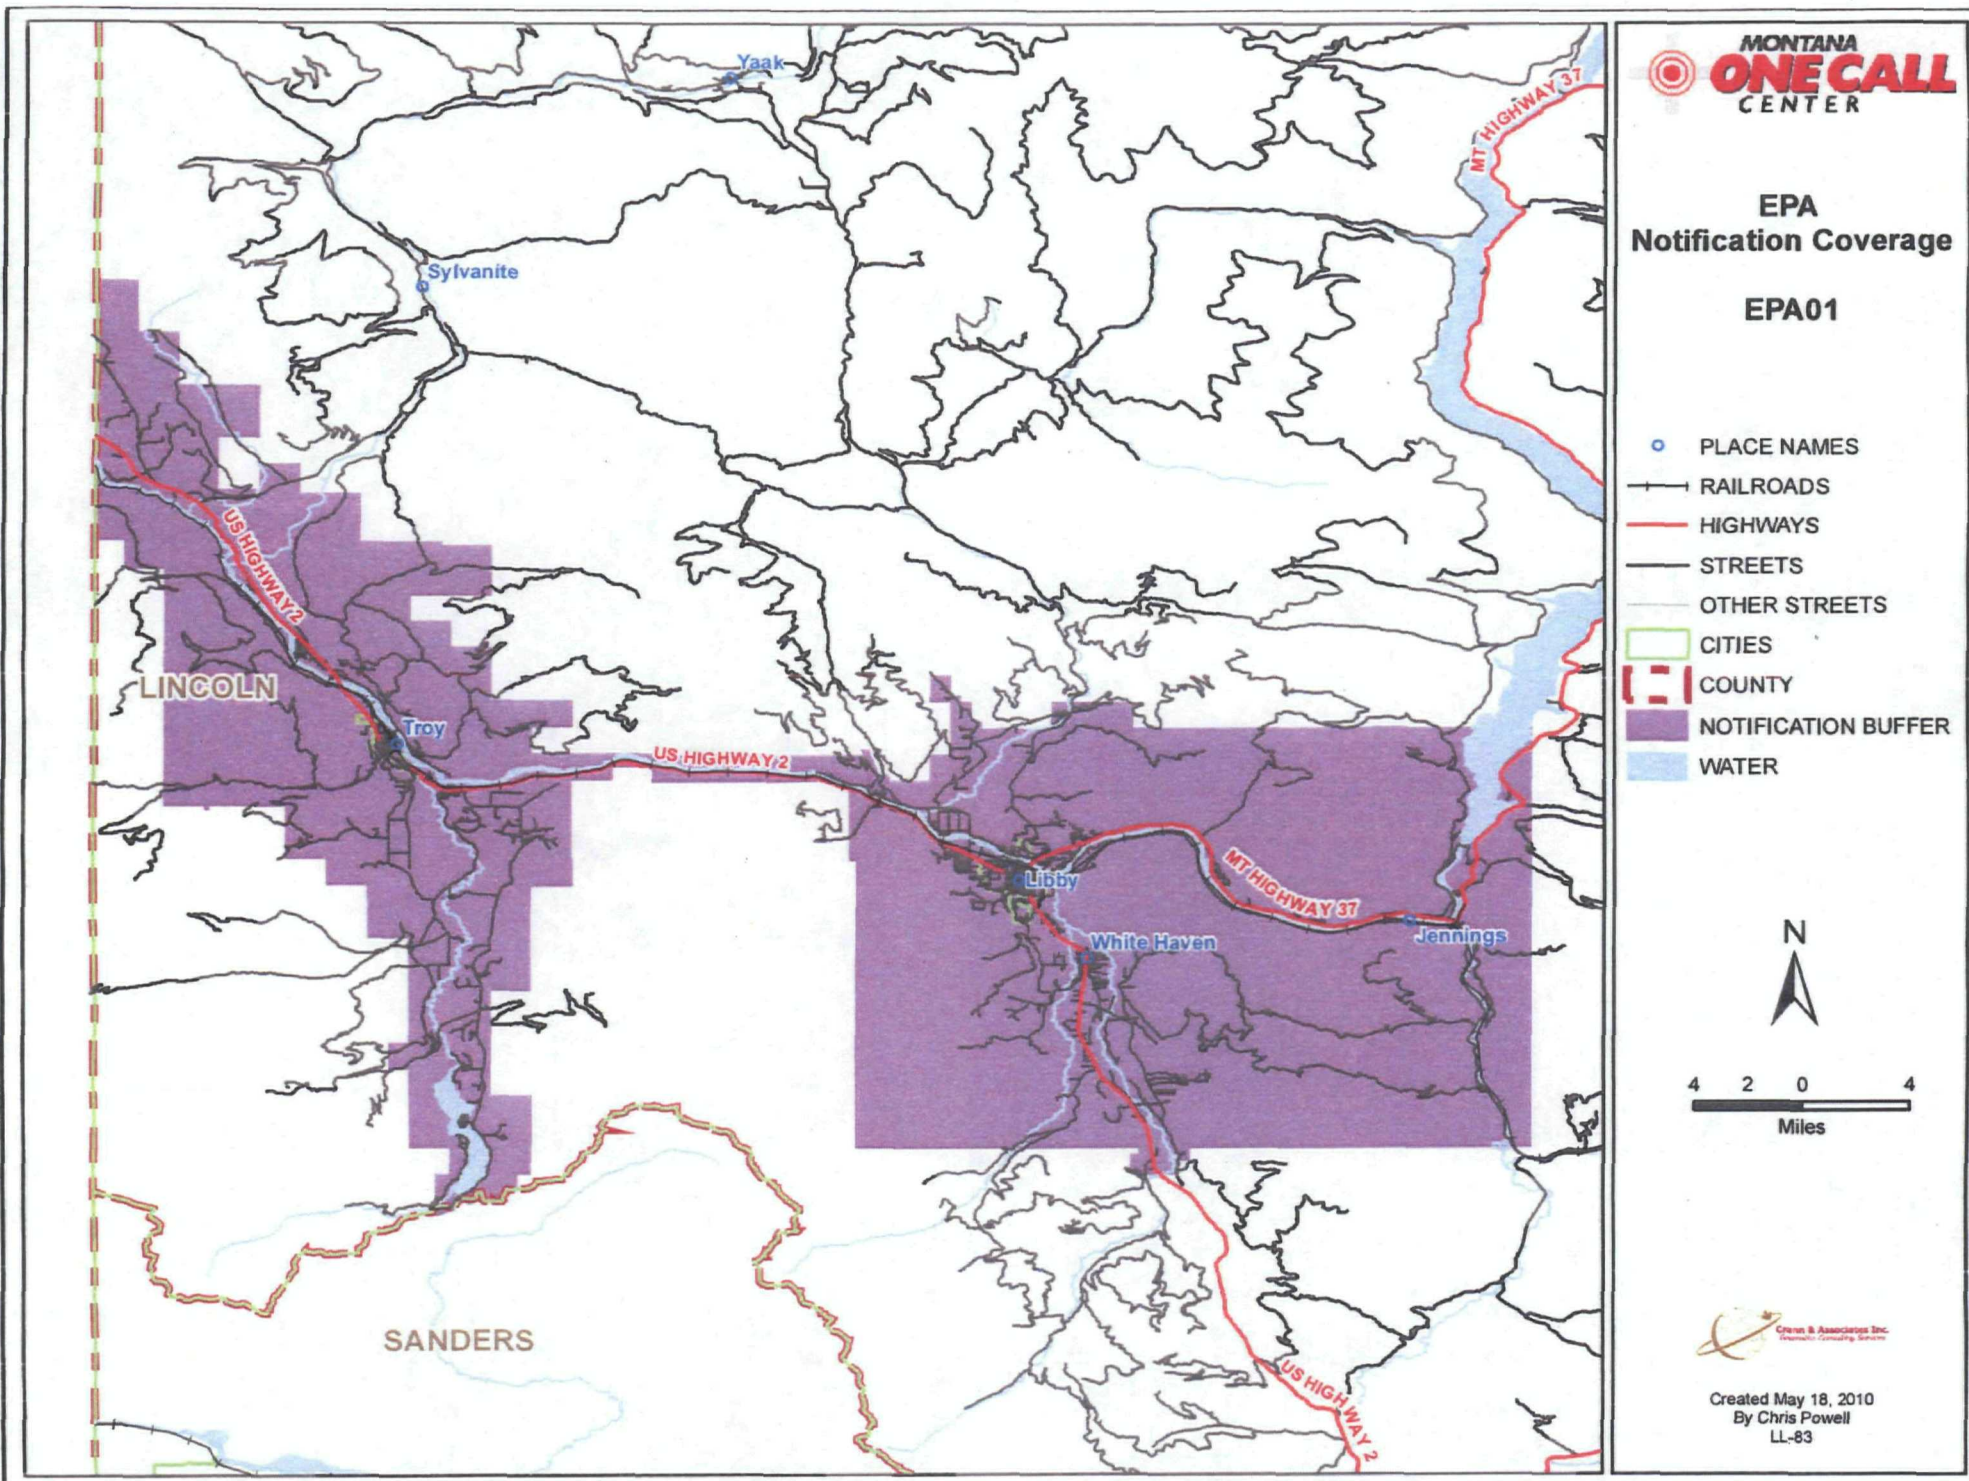 Yaak
MT HIGHWAY 37
Sylvanite
US HIGHWAY 2
LINCOLN
Troy
US HIGHWAY 2
Libby
MT HIGHWAY 37
Jennings
White Haven
SANDERS
US HIGHWAY 2
MONTANA
ONE CALL
CENTER
EPA
Notification Coverage
EPA01
PLACE NAMES
RAILROADS
HIGHWAYS
STREETS
OTHER STREETS
CITIES
COUNTY
NOTIFICATION BUFFER
WATER
N
4 2 0 4
Miles
& Associates Inc.
Created May 18, 2010
By Chris Powell
LL-83